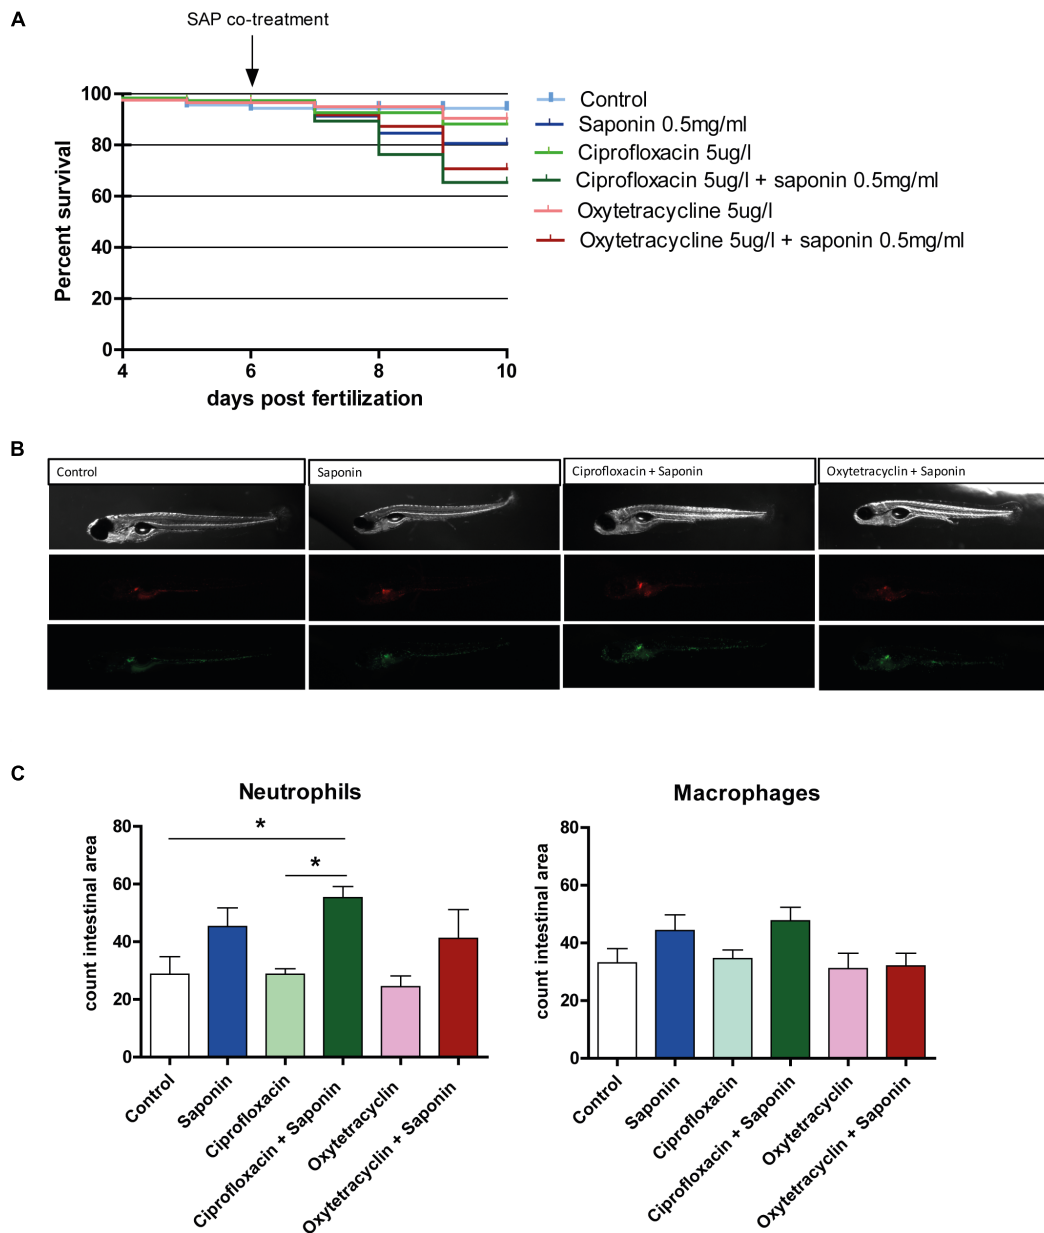 A
SAP co-treatment
100
80
60
40
20
0
Percent survival
4
6
8
10
days post fertilization
Control
Saponin 0.5mg/ml
Ciprofloxacin 5ug/l
Ciprofloxacin 5ug/l + saponin 0.5mg/ml
Oxytetracycline 5ug/l
Oxytetracycline 5ug/l + saponin 0.5mg/ml
B
Control
Saponin
Ciprofloxacin + Saponin
Oxytetracyclin + Saponin
C
Neutrophils
80
60
40
20
0
count intestinal area
*
*
Control
Saponin
Ciprofloxacin
Ciprofloxacin + Saponin
Oxytetracyclin
Oxytetracyclin + Saponin
Macrophages
80
60
40
20
0
count intestinal area
Control
Saponin
Ciprofloxacin
Ciprofloxacin + Saponin
Oxytetracyclin
Oxytetracyclin + Saponin